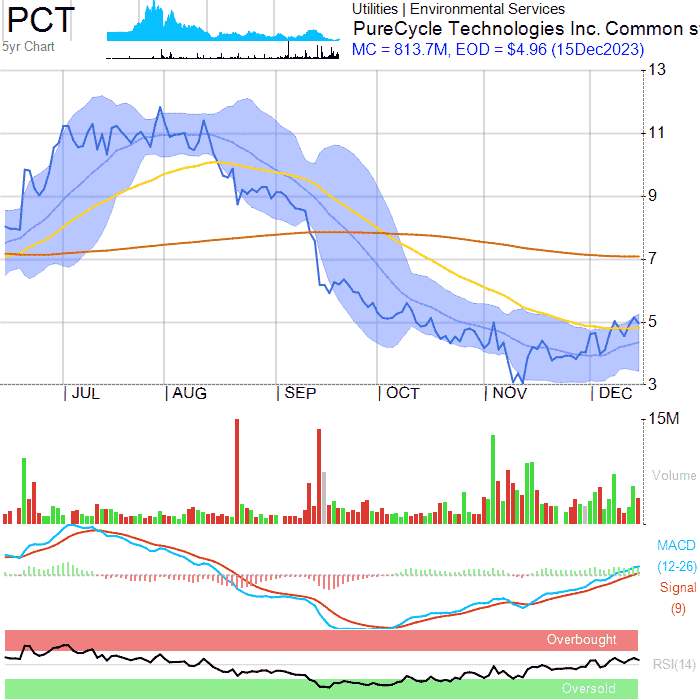 PCT
5yr Chart
Utilities | Environmental Services
PureCycle Technologies Inc. Common s
MC = 813.7M, EOD = $4.96 (15Dec2023)
13
11
9
7
5
3
JUL
AUG
SEP
OCT
NOV
DEC
15M
Volume
MACD
(12-26)
Signal
(9)
Overbought
RSI(14)
Oversold